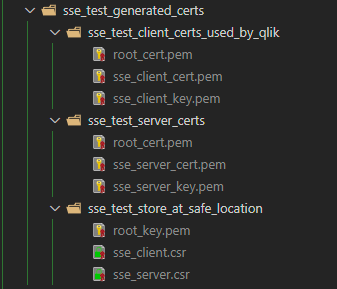 sse_test_generated_certs
sse_test_client_certs_used_by_qlik
root_cert.pem
sse_client_cert.pem
sse_client_key.pem
sse_test_server_certs
root_cert.pem
sse_server_cert.pem
sse_server_key.pem
sse_test_store_at_safe_location
root_key.pem
sse_client.csr
sse_server.csr